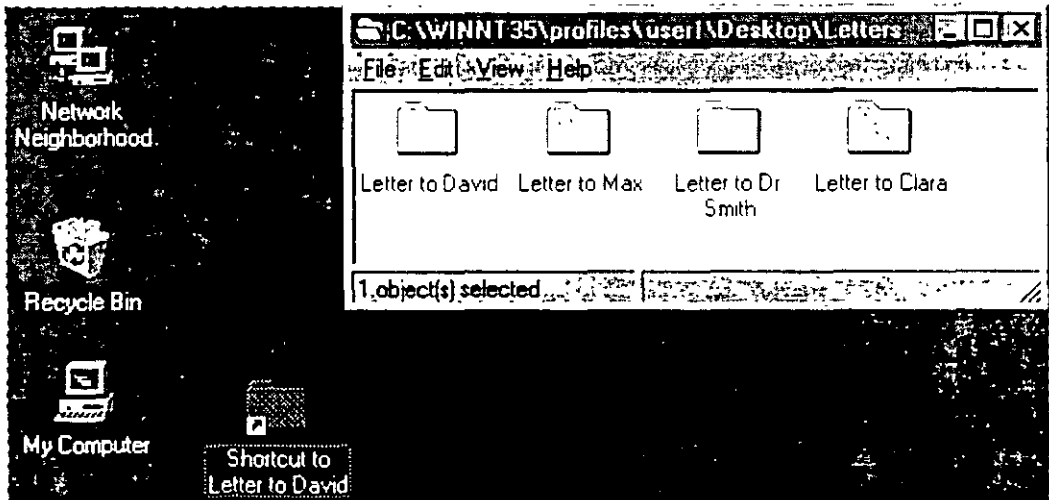 Network
Neighborhood
Recycle Bin
My Computer
Shortcut to
Letter to David
C:\WINNT35\profiles\user1\Desktop\Letters
File Edit View Help
Letter to David
Letter to Max
Letter to Dr
Smith
Letter to Clara
1 object(s) selected